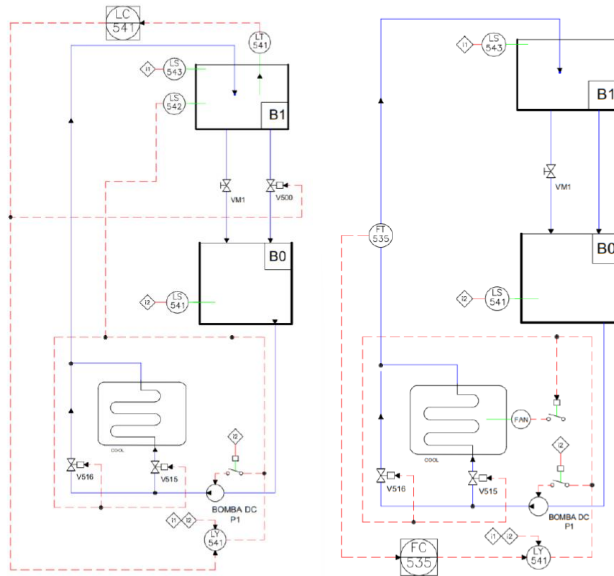 LC
541
LT
541
I1
LS
543
LS
542
B1
VM1
V500
B0
I2
LS
541
COOL
I2
V516
V515
BOMBA DC
P1
I1
I2
LY
541
I1
LS
543
B1
VM1
FT
535
B0
I2
LS
541
FAN
COOL
I2
V516
V515
BOMBA DC
P1
I1
I2
FC
535
LY
541